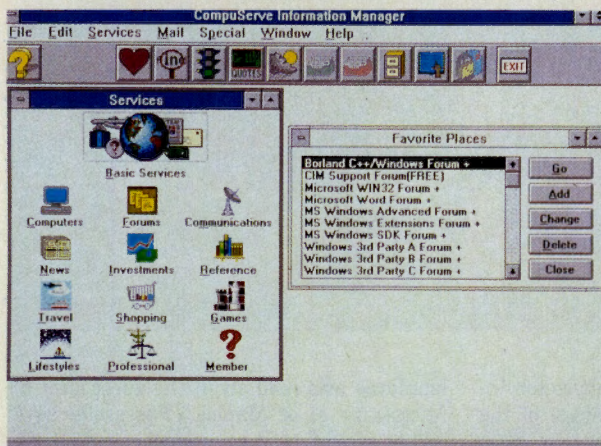 CompuServe Information Manager
File Edit Services Mail Special Window Help
? inc QUOTES EXIT
Services
Basic Services
Computers Forums Communications
News Investments Reference
Travel Shopping Games
Lifestyles Professional Member
Favorite Places
Borland C++/Windows Forum +
CIM Support Forum(FREE)
Microsoft WIN32 Forum +
Microsoft Word Forum +
MS Windows Advanced Forum +
MS Windows Extensions Forum +
MS Windows SDK Forum +
Windows 3rd Party A Forum +
Windows 3rd Party B Forum +
Windows 3rd Party C Forum +
Go
Add
Change
Delete
Close